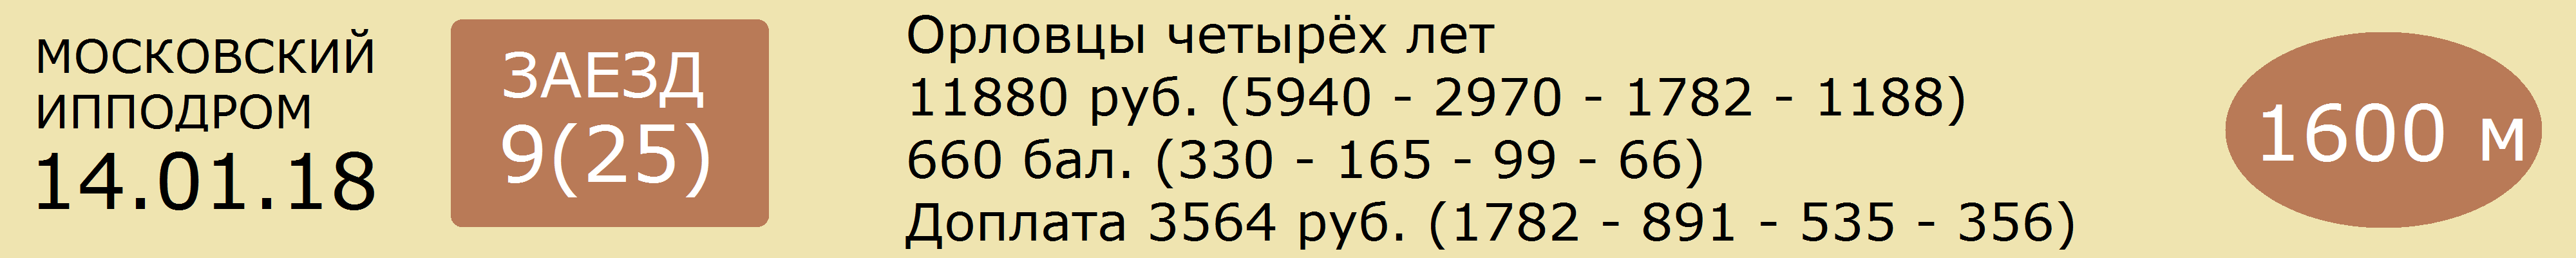 МОСКОВСКИЙ
ИППОДРОМ
14.01.18
ЗАЕЗД
9(25)
Орловцы четырёх лет
11880 руб. (5940 - 2970 - 1782 - 1188)
660 бал. (330 - 165 - 99 - 66)
Доплата 3564 руб. (1782 - 891 - 535 - 356)
1600 м